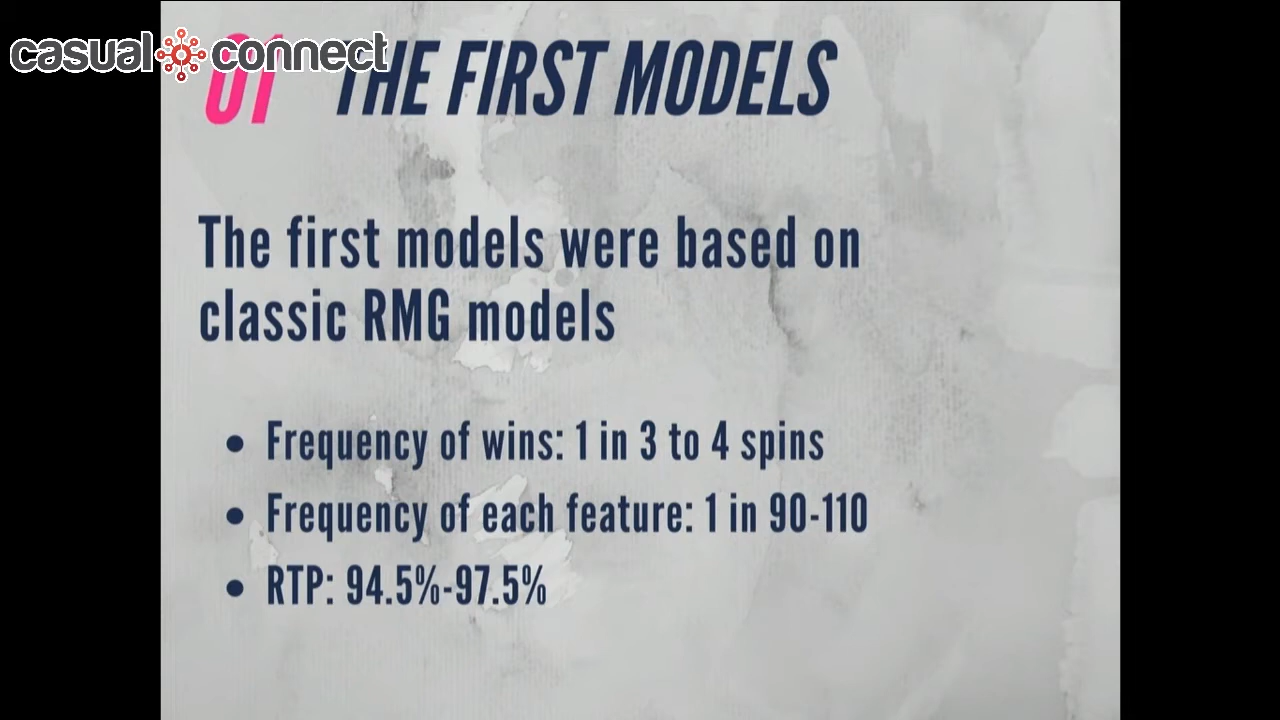 casual connect
01 THE FIRST MODELS
The first models were based on
classic RMG models
• Frequency of wins: 1 in 3 to 4 spins
• Frequency of each feature: 1 in 90-110
• RTP: 94.5%-97.5%